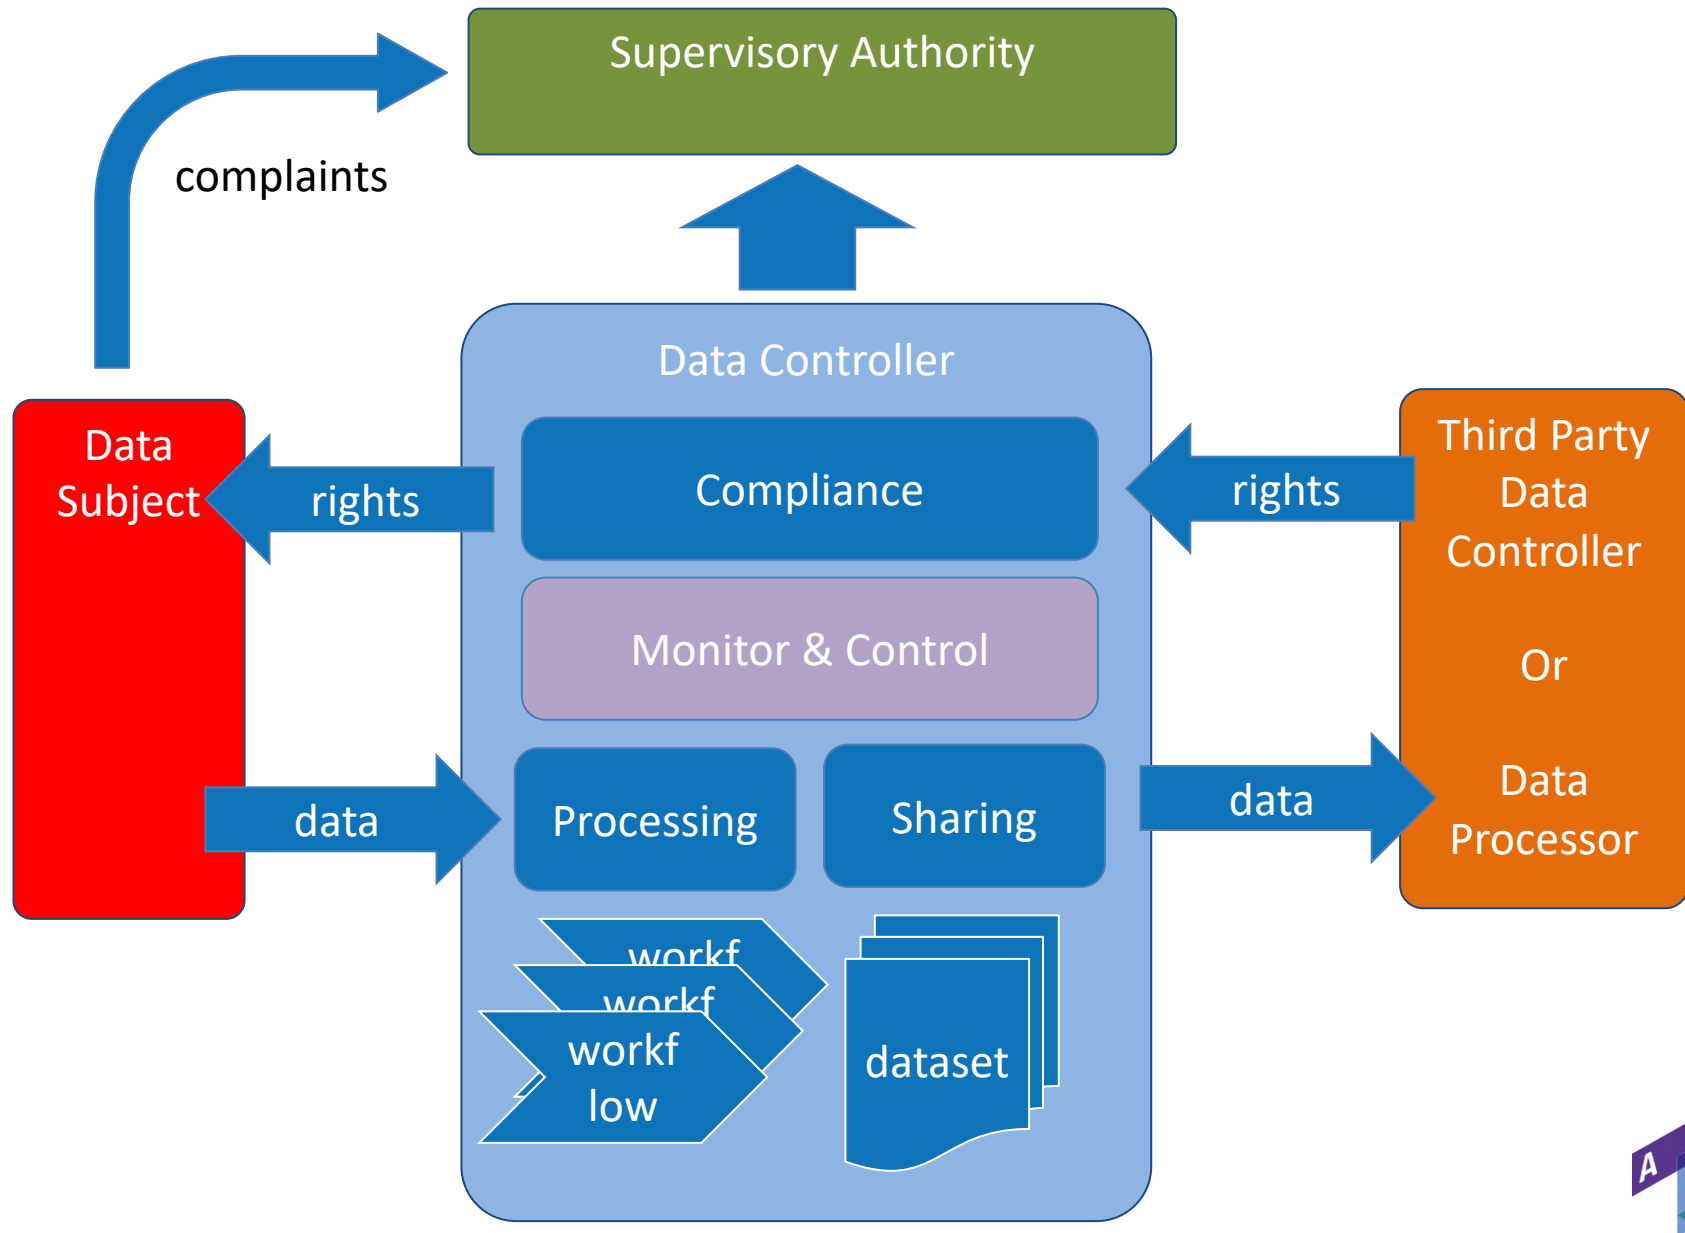 Supervisory Authority
complaints
Data Controller
Data
Subject
rights
Compliance
rights
Third Party
Data
Controller
Or
Data
Processor
Monitor & Control
data
Processing
Sharing
data
workf
workf
workf
low
dataset
A